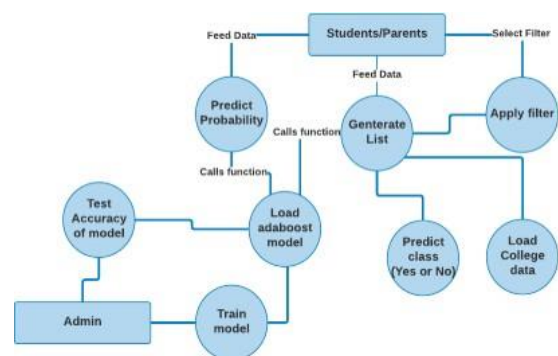 Students/Parents
Feed Data
Select Filter
Feed Data
Predict
Probability
Genterate
List
Apply filter
Calls function
Calls function
Test
Accuracy
of model
Load
adaboost
model
Predict
class
(Yes or No)
Load
College
data
Admin
Train
model